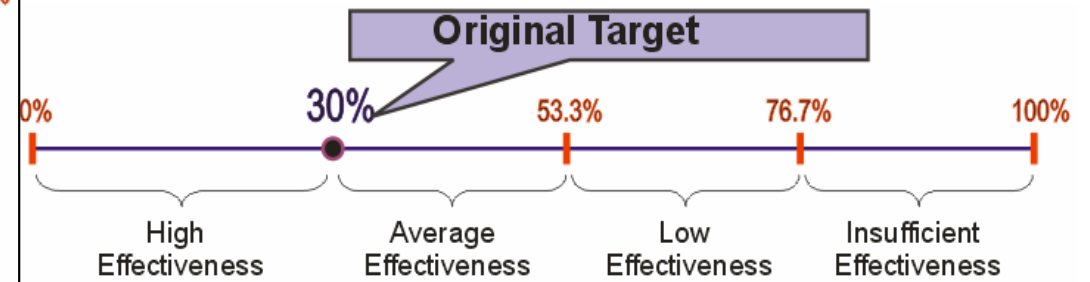 Original Target
0%
30%
53.3%
76.7%
100%
High
Effectiveness
Average
Effectiveness
Low
Effectiveness
Insufficient
Effectiveness